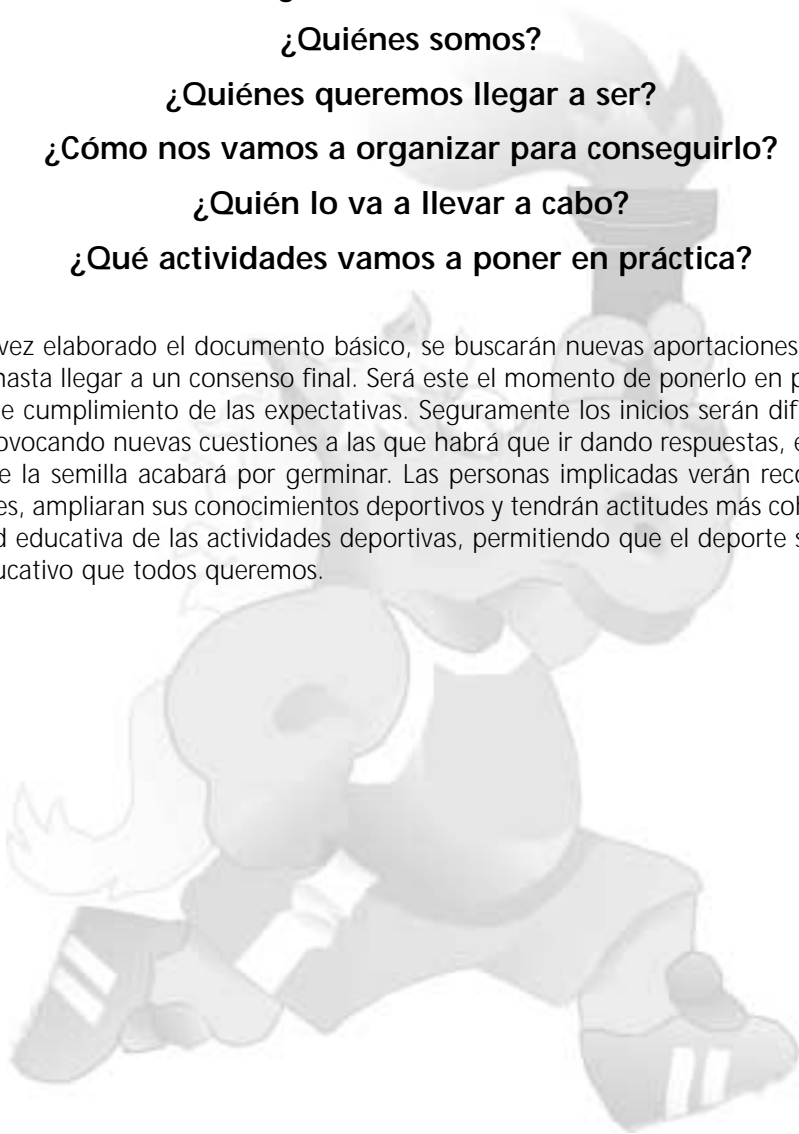 ¿Quiénes somos?
¿Quiénes queremos llegar a ser?
¿Cómo nos vamos a organizar para conseguirlo?
¿Quién lo va a llevar a cabo?
¿Qué actividades vamos a poner en práctica?
vez elaborado el documento básico, se buscarán nuevas aportaciones
hasta llegar a un consenso final. Será este el momento de ponerlo en p
e cumplimiento de las expectativas. Seguramente los inicios serán dif
ovocando nuevas cuestiones a las que habrá que ir dando respuestas, e
e la semilla acabará por germinar. Las personas implicadas verán reco
es, ampliaran sus conocimientos deportivos y tendrán actitudes más co
d educativa de las actividades deportivas, permitiendo que el deporte s
ucativo que todos queremos.